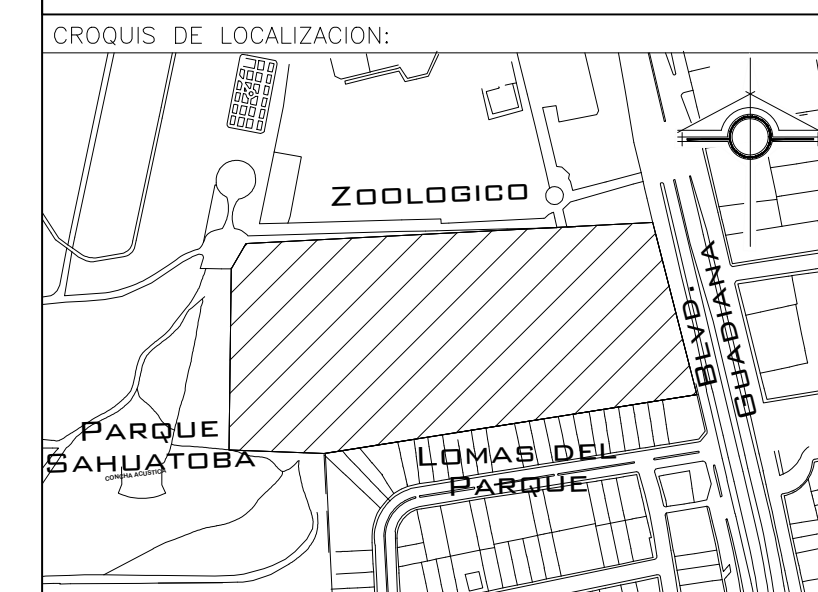 CROQUIS DE LOCALIZACION:
ZOOLOGICO
BLVD.
GUADIANA
PARQUE
SAHUATOBA
CONCHA ACUSTICA
LOMAS DEL
PARQUE